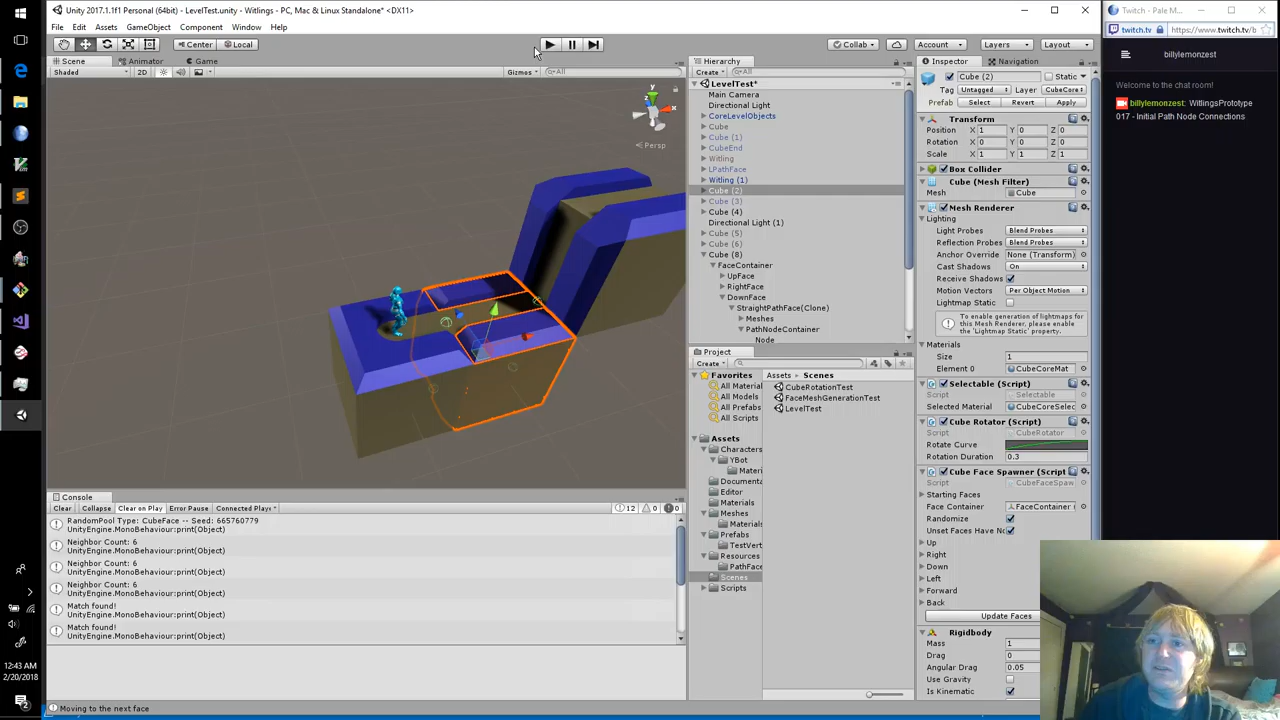 Unity 2017.1.1f1 Personal (64bit) - LevelTest.unity - Witlings - PC, Mac & Linux Standalone* <DX11>
File Edit Assets GameObject Component Window Help
Center Local
Collab Account Layers Layout
Scene Animator Game
Shaded 2D Gizmos All
Persp
Hierarchy
Create All
LevelTest*
Main Camera
Directional Light
CoreLevelObjects
Cube
Cube (1)
CubeEnd
Witling
LPathFace
Witling (1)
Cube (2)
Cube (3)
Cube (4)
Directional Light (1)
Cube (5)
Cube (6)
Cube (8)
FaceContainer
UpFace
RightFace
DownFace
StraightPathFace(Clone)
Meshes
PathNodeContainer
Node
Project
Create
Favorites
All Material
All Models
All Prefabs
All Scripts
Assets
Characters
YBot
Materi
Documenta
Editor
Materials
Meshes
Materials
Prefabs
TestVert
Resources
PathFace
Scenes
Scripts
Assets Scenes
CubeRotationTest
FaceMeshGenerationTest
LevelTest
Inspector Navigation
Cube (2) Static
Tag Untagged Layer CubeCore
Prefab Select Revert Apply
Transform
Position X 1 Y 0 Z 0
Rotation X 0 Y 0 Z 0
Scale X 1 Y 1 Z 1
Box Collider
Cube (Mesh Filter)
Mesh Cube
Mesh Renderer
Lighting
Light Probes Blend Probes
Reflection Probes Blend Probes
Anchor Override None (Transform)
Cast Shadows On
Receive Shadows
Motion Vectors Per Object Motion
Lightmap Static
To enable generation of lightmaps for
this Mesh Renderer, please enable
the 'Lightmap Static' property.
Materials
Size 1
Element 0 CubeCoreMat
Selectable (Script)
Script Selectable
Selected Material CubeCoreSelec
Cube Rotator (Script)
Script CubeRotator
Rotate Curve
Rotation Duration 0.3
Cube Face Spawner (Script
Script CubeFaceSpaw
Starting Faces
Face Container FaceContainer
Randomize
Unset Faces Have No
Up
Right
Down
Left
Forward
Back
Update Faces
Rigidbody
Mass 1
Drag 0
Angular Drag 0.05
Use Gravity
Is Kinematic
Console
Clear Collapse Clear on Play Error Pause Connected Play 12 0 0
RandomPool Type: CubeFace -- Seed: 665760779
UnityEngine.MonoBehaviour:print(Object)
Neighbor Count: 6
UnityEngine.MonoBehaviour:print(Object)
Neighbor Count: 6
UnityEngine.MonoBehaviour:print(Object)
Neighbor Count: 6
UnityEngine.MonoBehaviour:print(Object)
Match found!
UnityEngine.MonoBehaviour:print(Object)
Match found!
UnityEngine.MonoBehaviour:print(Object)
Moving to the next face
12:43 AM
2/20/2018
Twitch - Pale M
twitch.tv https://www.twitch.tv/b
billylemonzest
Welcome to the chat room!
billylemonzest: WitlingsPrototype
017 - Initial Path Node Connections